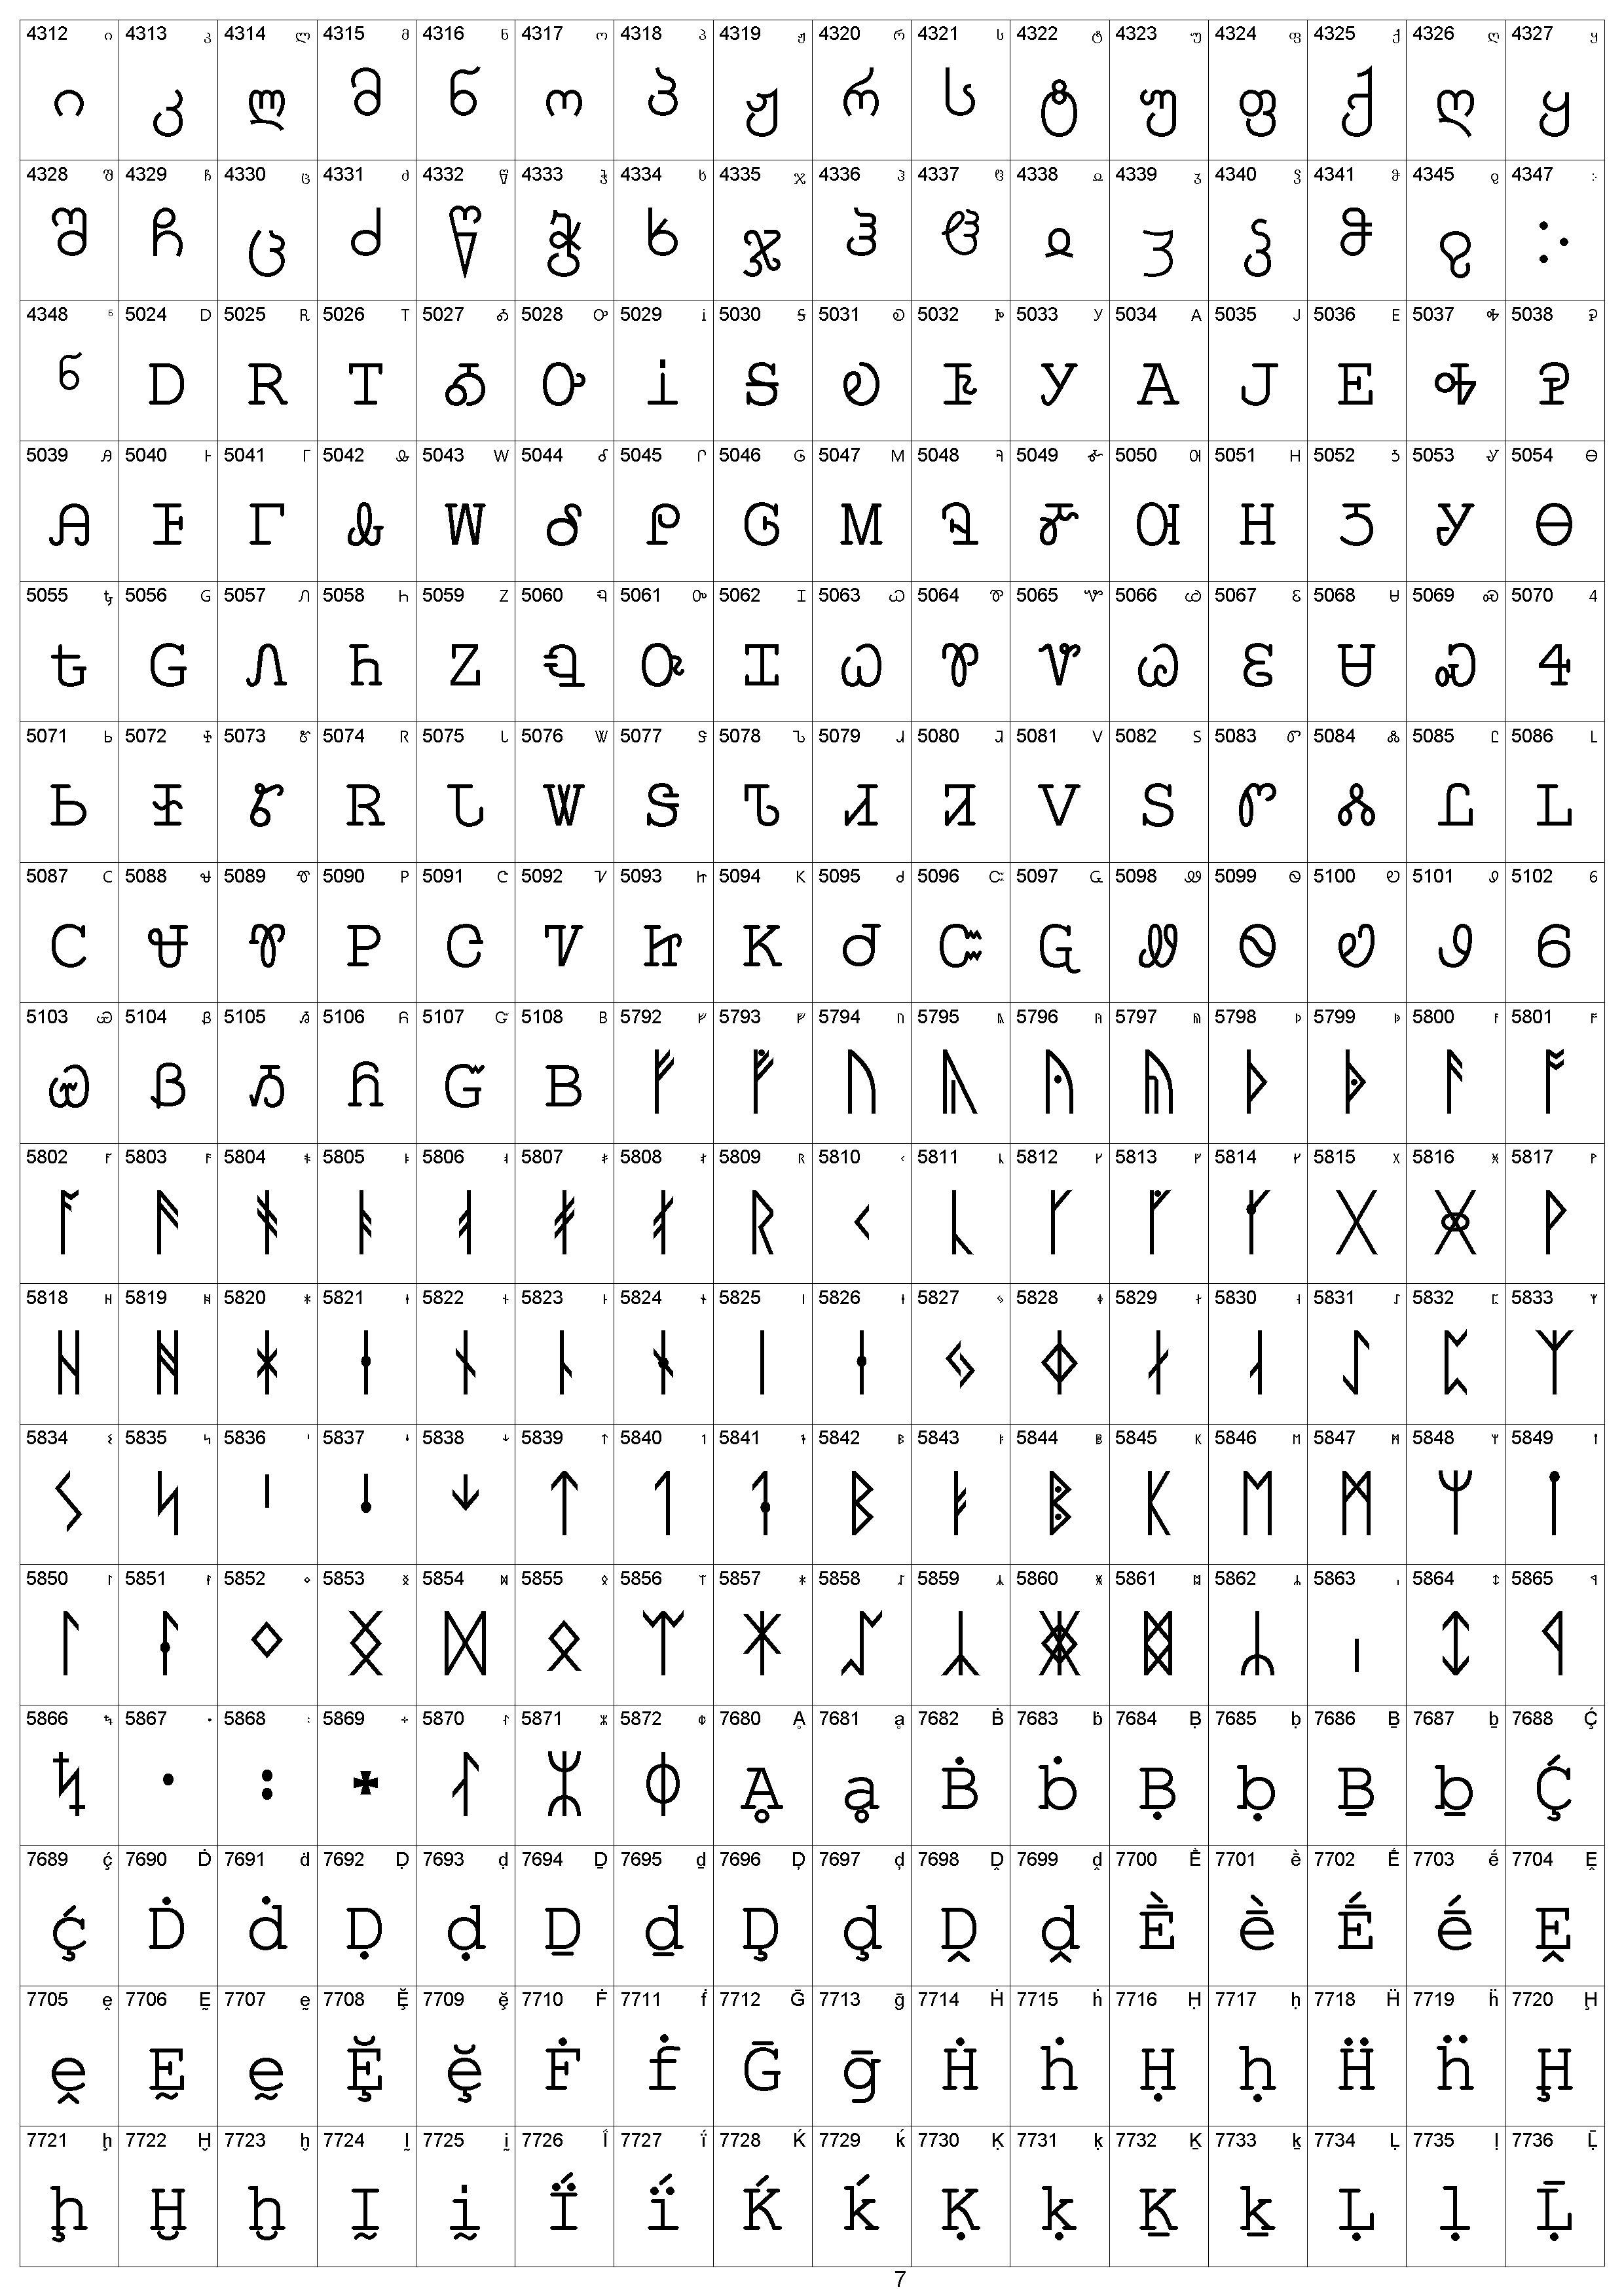 4312 ი 4313 კ 4314 ლ 4315 მ 4316 ნ 4317 ო 4318 პ 4319 ჟ 4320 რ 4321 ს 4322 ტ 4323 უ 4324 ფ 4325 ქ 4326 ღ 4327 ყ
ი კ ლ მ ნ ო პ ჟ რ ს ტ უ ფ ქ ღ ყ
4328 შ 4329 ჩ 4330 ც 4331 ძ 4332 წ 4333 ჭ 4334 ხ 4335 ჯ 4336 ჰ 4337 ჱ 4338 ჲ 4339 ჳ 4340 ჴ 4341 ჵ 4345 ჹ 4347 ჻
შ ჩ ც ძ წ ჭ ხ ჯ ჰ ჱ ჲ ჳ ჴ ჵ ჹ ჻
4348 ჼ 5024 Ꭰ 5025 Ꭱ 5026 Ꭲ 5027 Ꭳ 5028 Ꭴ 5029 Ꭵ 5030 Ꭶ 5031 Ꭷ 5032 Ꭸ 5033 Ꭹ 5034 Ꭺ 5035 Ꭻ 5036 Ꭼ 5037 Ꭽ 5038 Ꭾ
ჼ Ꭰ Ꭱ Ꭲ Ꭳ Ꭴ Ꭵ Ꭶ Ꭷ Ꭸ Ꭹ Ꭺ Ꭻ Ꭼ Ꭽ Ꭾ
5039 Ꭿ 5040 Ꮀ 5041 Ꮁ 5042 Ꮂ 5043 Ꮃ 5044 Ꮄ 5045 Ꮅ 5046 Ꮆ 5047 Ꮇ 5048 Ꮈ 5049 Ꮉ 5050 Ꮊ 5051 Ꮋ 5052 Ꮌ 5053 Ꮍ 5054 Ꮎ
Ꭿ Ꮀ Ꮁ Ꮂ Ꮃ Ꮄ Ꮅ Ꮆ Ꮇ Ꮈ Ꮉ Ꮊ Ꮋ Ꮌ Ꮍ Ꮎ
5055 Ꮏ 5056 Ꮐ 5057 Ꮑ 5058 Ꮒ 5059 Ꮓ 5060 Ꮔ 5061 Ꮕ 5062 Ꮖ 5063 Ꮗ 5064 Ꮘ 5065 Ꮙ 5066 Ꮚ 5067 Ꮛ 5068 Ꮜ 5069 Ꮝ 5070 Ꮞ
Ꮏ Ꮐ Ꮑ Ꮒ Ꮓ Ꮔ Ꮕ Ꮖ Ꮗ Ꮘ Ꮙ Ꮚ Ꮛ Ꮜ Ꮝ Ꮞ
5071 Ꮟ 5072 Ꮠ 5073 Ꮡ 5074 Ꮢ 5075 Ꮣ 5076 Ꮤ 5077 Ꮥ 5078 Ꮦ 5079 Ꮧ 5080 Ꮨ 5081 Ꮩ 5082 Ꮪ 5083 Ꮫ 5084 Ꮬ 5085 Ꮭ 5086 Ꮮ
Ꮟ Ꮠ Ꮡ Ꮢ Ꮣ Ꮤ Ꮥ Ꮦ Ꮧ Ꮨ Ꮩ Ꮪ Ꮫ Ꮬ Ꮭ Ꮮ
5087 Ꮯ 5088 Ꮰ 5089 Ꮱ 5090 Ꮲ 5091 Ꮳ 5092 Ꮴ 5093 Ꮵ 5094 Ꮶ 5095 Ꮷ 5096 Ꮸ 5097 Ꮹ 5098 Ꮺ 5099 Ꮻ 5100 Ꮼ 5101 Ꮽ 5102 Ꮾ
Ꮯ Ꮰ Ꮱ Ꮲ Ꮳ Ꮴ Ꮵ Ꮶ Ꮷ Ꮸ Ꮹ Ꮺ Ꮻ Ꮼ Ꮽ Ꮾ
5103 Ꮿ 5104 Ᏸ 5105 Ᏹ 5106 Ᏺ 5107 Ᏻ 5108 Ᏼ 5792 ᚠ 5793 ᚡ 5794 ᚢ 5795 ᚣ 5796 ᚤ 5797 ᚥ 5798 ᚦ 5799 ᚧ 5800 ᚨ 5801 ᚩ
Ꮿ Ᏸ Ᏹ Ᏺ Ᏻ Ᏼ ᚠ ᚡ ᚢ ᚣ ᚤ ᚥ ᚦ ᚧ ᚨ ᚩ
5802 ᚪ 5803 ᚫ 5804 ᚬ 5805 ᚭ 5806 ᚮ 5807 ᚯ 5808 ᚰ 5809 ᚱ 5810 ᚲ 5811 ᚳ 5812 ᚴ 5813 ᚵ 5814 ᚶ 5815 ᚷ 5816 ᚸ 5817 ᚹ
ᚪ ᚫ ᚬ ᚭ ᚮ ᚯ ᚰ ᚱ ᚲ ᚳ ᚴ ᚵ ᚶ ᚷ ᚸ ᚹ
5818 ᚺ 5819 ᚻ 5820 ᚼ 5821 ᚽ 5822 ᚾ 5823 ᚿ 5824 ᛀ 5825 ᛁ 5826 ᛂ 5827 ᛃ 5828 ᛄ 5829 ᛅ 5830 ᛆ 5831 ᛇ 5832 ᛈ 5833 ᛉ
ᚺ ᚻ ᚼ ᚽ ᚾ ᚿ ᛀ ᛁ ᛂ ᛃ ᛄ ᛅ ᛆ ᛇ ᛈ ᛉ
5834 ᛊ 5835 ᛋ 5836 ᛌ 5837 ᛍ 5838 ᛎ 5839 ᛏ 5840 ᛐ 5841 ᛑ 5842 ᛒ 5843 ᛓ 5844 ᛔ 5845 ᛕ 5846 ᛖ 5847 ᛗ 5848 ᛘ 5849 ᛙ
ᛊ ᛋ ᛌ ᛍ ᛎ ᛏ ᛐ ᛑ ᛒ ᛓ ᛔ ᛕ ᛖ ᛗ ᛘ ᛙ
5850 ᛚ 5851 ᛛ 5852 ᛜ 5853 ᛝ 5854 ᛞ 5855 ᛟ 5856 ᛠ 5857 ᛡ 5858 ᛢ 5859 ᛣ 5860 ᛤ 5861 ᛥ 5862 ᛦ 5863 ᛧ 5864 ᛨ 5865 ᛩ
ᛚ ᛛ ᛜ ᛝ ᛞ ᛟ ᛠ ᛡ ᛢ ᛣ ᛤ ᛥ ᛦ ᛧ ᛨ ᛩ
5866 ᛪ 5867 ᛫ 5868 ᛬ 5869 ᛭ 5870 ᛮ 5871 ᛯ 5872 ᛰ 7680 Ḁ 7681 ḁ 7682 Ḃ 7683 ḃ 7684 Ḅ 7685 ḅ 7686 Ḇ 7687 ḇ 7688 Ḉ
ᛪ ᛫ ᛬ ᛭ ᛮ ᛯ ᛰ Ḁ ḁ Ḃ ḃ Ḅ ḅ Ḇ ḇ Ḉ
7689 ḉ 7690 Ḋ 7691 ḋ 7692 Ḍ 7693 ḍ 7694 Ḏ 7695 ḏ 7696 Ḑ 7697 ḑ 7698 Ḓ 7699 ḓ 7700 Ḕ 7701 ḕ 7702 Ḗ 7703 ḗ 7704 Ḙ
ḉ Ḋ ḋ Ḍ ḍ Ḏ ḏ Ḑ ḑ Ḓ ḓ Ḕ ḕ Ḗ ḗ Ḙ
7705 ḙ 7706 Ḛ 7707 ḛ 7708 Ḝ 7709 ḝ 7710 Ḟ 7711 ḟ 7712 Ḡ 7713 ḡ 7714 Ḣ 7715 ḣ 7716 Ḥ 7717 ḥ 7718 Ḧ 7719 ḧ 7720 Ḩ
ḙ Ḛ ḛ Ḝ ḝ Ḟ ḟ Ḡ ḡ Ḣ ḣ Ḥ ḥ Ḧ ḧ Ḩ
7721 ḩ 7722 Ḫ 7723 ḫ 7724 Ḭ 7725 ḭ 7726 Ḯ 7727 ḯ 7728 Ḱ 7729 ḱ 7730 Ḳ 7731 ḳ 7732 Ḵ 7733 ḵ 7734 Ḷ 7735 ḷ 7736 Ḹ
ḩ Ḫ ḫ Ḭ ḭ Ḯ ḯ Ḱ ḱ Ḳ ḳ Ḵ ḵ Ḷ ḷ Ḹ
7